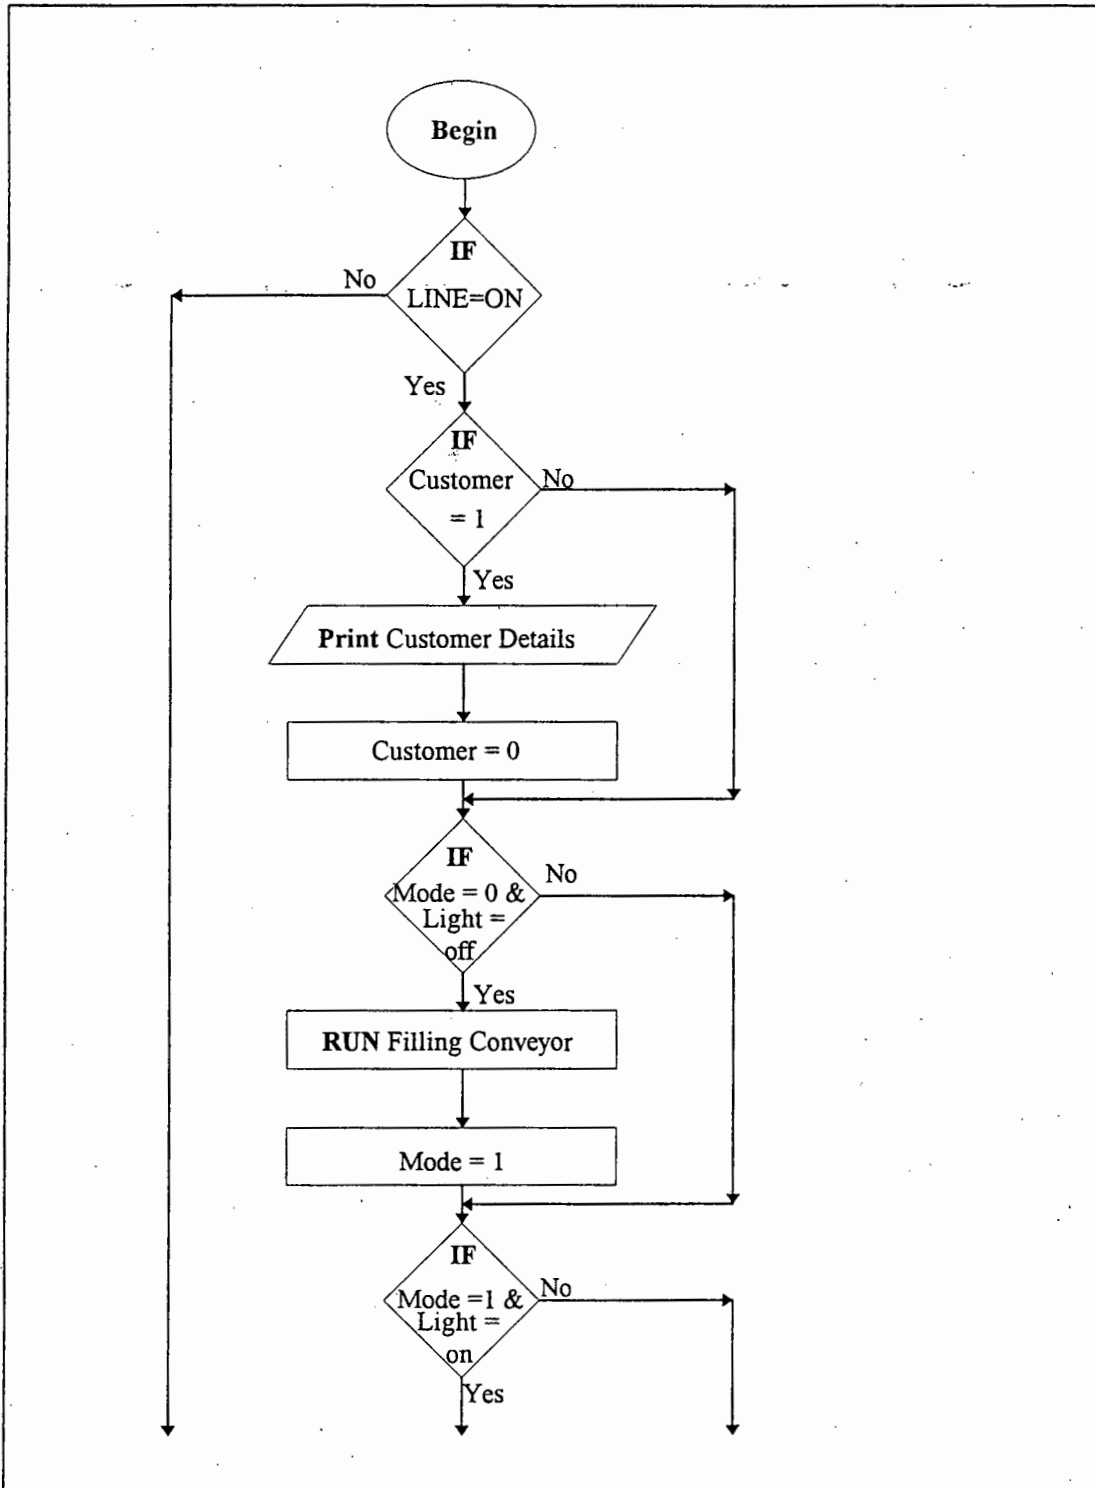 Begin
IF
LINE=ON
No
Yes
IF
Customer
= 1
No
Yes
Print Customer Details
Customer = 0
IF
Mode = 0 &
Light =
off
No
Yes
RUN Filling Conveyor
Mode = 1
IF
Mode =1 &
Light =
on
No
Yes